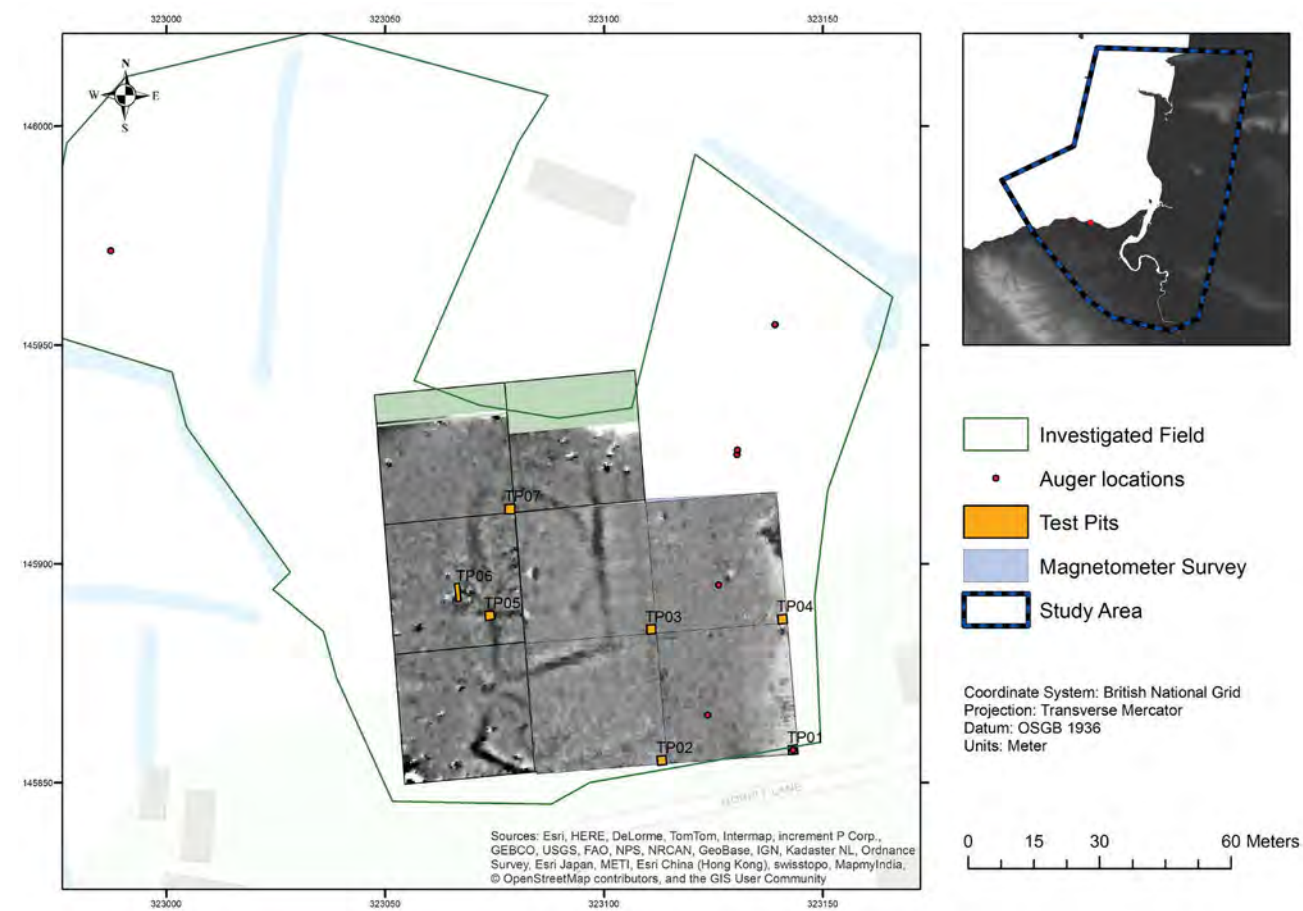 323000 323050 323100 323150
N
W E
S
146000
145950
145900
145850
TP07
TP06
TP05
TP03
TP04
TP02
TP01
Sources: Esri, HERE, DeLorme, TomTom, Intermap, increment P Corp.,
GEBCO, USGS, FAO, NPS, NRCAN, GeoBase, IGN, Kadaster NL, Ordnance
Survey, Esri Japan, METI, Esri China (Hong Kong), swisstopo, MapmyIndia,
© OpenStreetMap contributors, and the GIS User Community
323000 323050 323100 323150
Investigated Field
Auger locations
Test Pits
Magnetometer Survey
Study Area
Coordinate System: British National Grid
Projection: Transverse Mercator
Datum: OSGB 1936
Units: Meter
0 15 30 60 Meters